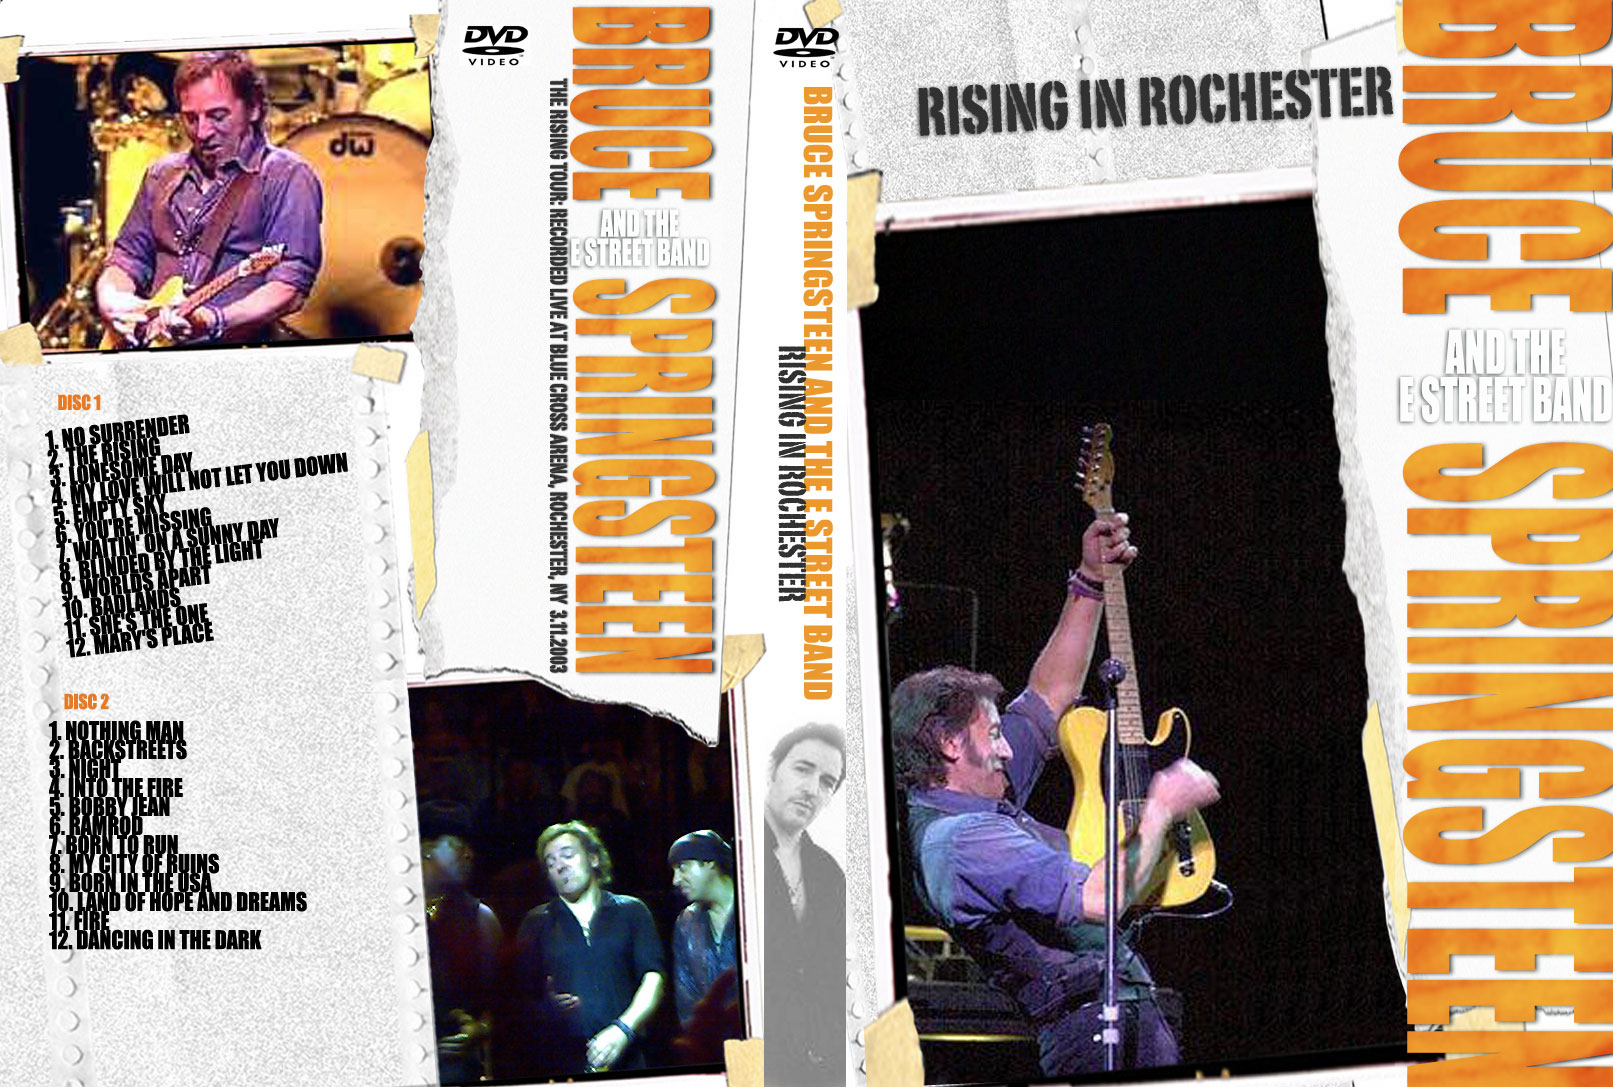 DVD
VIDEO
BRUCE
AND THE
E STREET BAND
SPRINGSTEEN
THE RISING TOUR: RECORDED LIVE AT BLUE CROSS ARENA, ROCHESTER, NY 3.11.2003
dw
DISC 1
1. NO SURRENDER
2. THE RISING
3. LONESOME DAY
4. MY LOVE WILL NOT LET YOU DOWN
5. EMPTY SKY
6. YOU'RE MISSING
7. WAITIN' ON A SUNNY DAY
8. BLINDED BY THE LIGHT
9. WORLDS APART
10. BADLANDS
11. SHE'S THE ONE
12. MARY'S PLACE
DISC 2
1. NOTHING MAN
2. BACKSTREETS
3. NIGHT
4. INTO THE FIRE
5. BOBBY JEAN
6. RAMROD
7. BORN TO RUN
8. MY CITY OF RUINS
9. BORN IN THE USA
10. LAND OF HOPE AND DREAMS
11. FIRE
12. DANCING IN THE DARK
DVD
VIDEO
BRUCE SPRINGSTEEN AND THE E STREET BAND
RISING IN ROCHESTER
RISING IN ROCHESTER
BRUCE
AND THE
E STREET BAND
SPRINGSTEEN